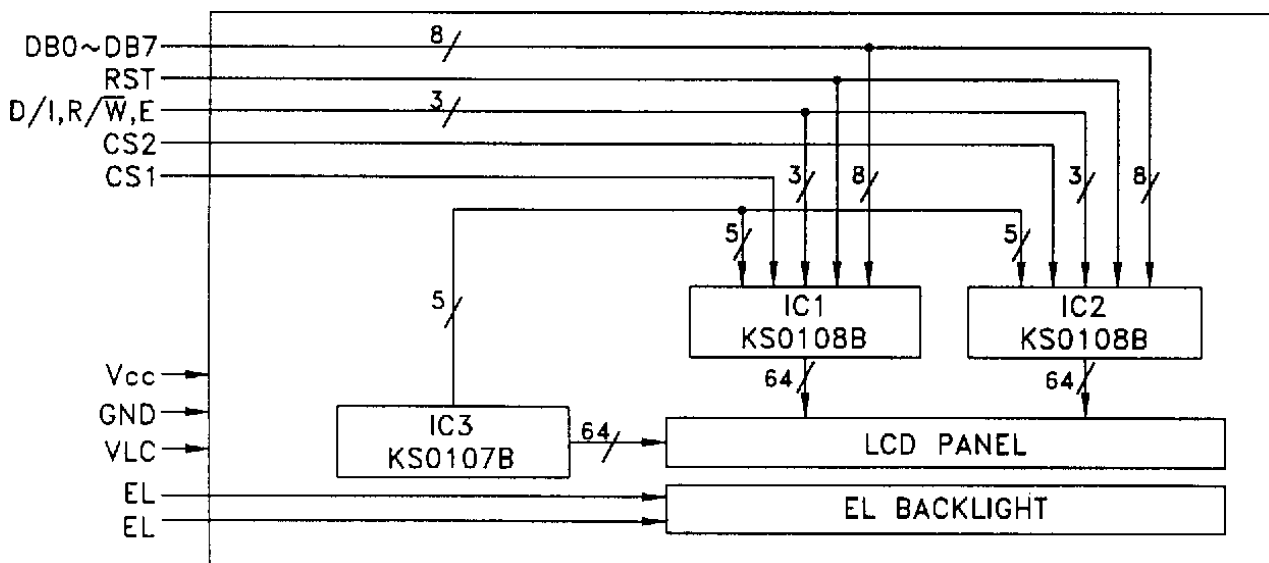 DB0~DB7
8
RST
D/I,R/W̅,E
3
CS2
CS1
3
8
3
8
5
5
5
IC1
KS0108B
IC2
KS0108B
64
64
Vcc
GND
VLC
IC3
KS0107B
64
LCD PANEL
EL
EL
EL BACKLIGHT